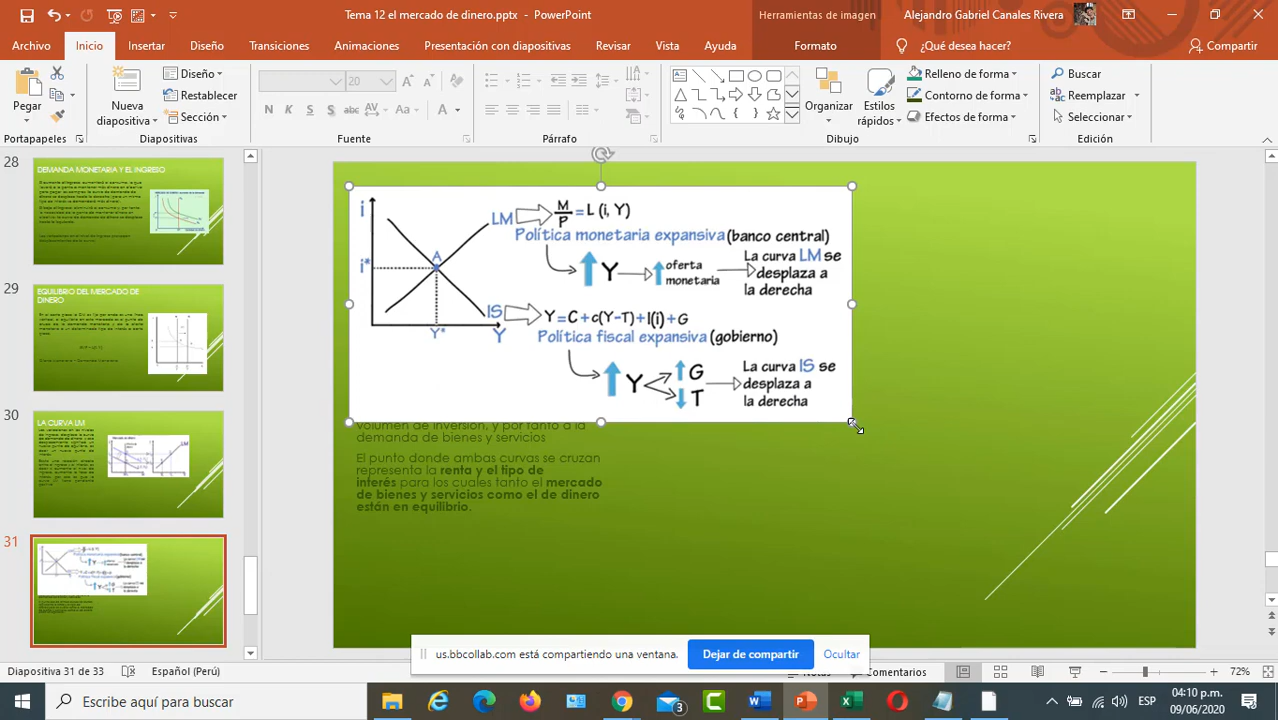 Tema 12 el mercado de dinero.pptx - PowerPoint
Herramientas de imagen
Alejandro Gabriel Canales Rivera
Archivo Inicio Insertar Diseño Transiciones Animaciones Presentación con diapositivas Revisar Vista Ayuda Formato ¿Qué desea hacer? Compartir
Pegar
Nueva diapositiva
Diseño
Restablecer
Sección
20
N K S S abc AV Aa A
Organizar
Estilos rápidos
Relleno de forma
Contorno de forma
Efectos de forma
Buscar
Reemplazar
Seleccionar
Portapapeles Diapositivas Fuente Párrafo Dibujo Edición
28
DEMANDA MONETARIA Y EL INGRESO
29
EQUILIBRIO DEL MERCADO DE DINERO
30
LA CURVA LM
31
i
LM
M/P = L (i, Y)
Política monetaria expansiva (banco central)
A
i*
Y
oferta monetaria
La curva LM se desplaza a la derecha
IS
Y* Y
Y = C + c(Y-T) + I(i) + G
Política fiscal expansiva (gobierno)
Y
G
T
La curva IS se desplaza a la derecha
volumen de inversión, y por tanto a la
demanda de bienes y servicios
El punto donde ambas curvas se cruzan
representa la renta y el tipo de
interés para los cuales tanto el mercado
de bienes y servicios como el de dinero
están en equilibrio.
us.bbcollab.com está compartiendo una ventana. Dejar de compartir Ocultar
Diapositiva 31 de 33 Español (Perú) Notas Comentarios 72%
Escribe aquí para buscar
3
ESP
04:10 p.m.
09/06/2020